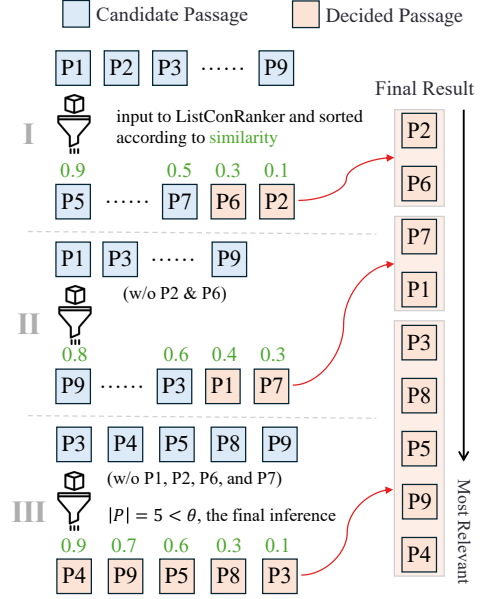 Candidate Passage
Decided Passage
P1 P2 P3 ...... P9
I
input to ListConRanker and sorted
according to similarity
0.9 0.5 0.3 0.1
P5 ...... P7 P6 P2
P1 P3 ...... P9
(w/o P2 & P6)
II
0.8 0.6 0.4 0.3
P9 ...... P3 P1 P7
P3 P4 P5 P8 P9
(w/o P1, P2, P6, and P7)
III
|P| = 5 < θ, the final inference
0.9 0.7 0.6 0.3 0.1
P4 P9 P5 P8 P3
Final Result
P2
P6
P7
P1
P3
P8
P5
P9
P4
Most Relevant